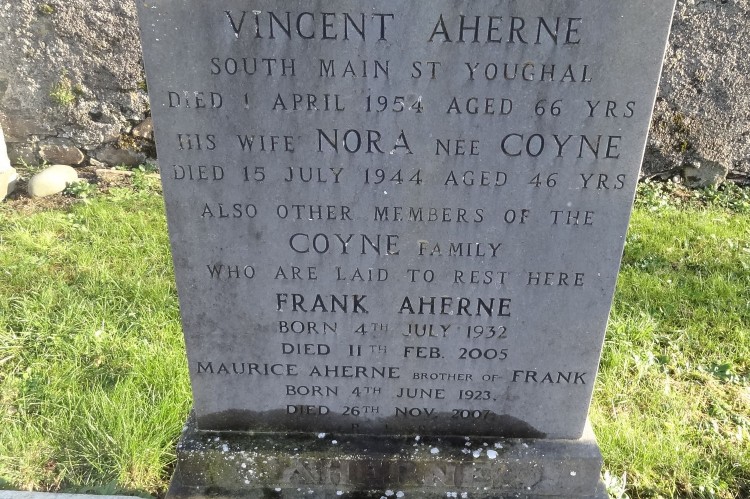 VINCENT AHERNE
SOUTH MAIN ST YOUGHAL
DIED 1 APRIL 1954 AGED 66 YRS
HIS WIFE NORA NEE COYNE
DIED 15 JULY 1944 AGED 46 YRS
ALSO OTHER MEMBERS OF THE
COYNE FAMILY
WHO ARE LAID TO REST HERE
FRANK AHERNE
BORN 4TH JULY 1932
DIED 11TH FEB. 2005
MAURICE AHERNE BROTHER OF FRANK
BORN 4TH JUNE 1923.
DIED 26TH NOV. 2007.
AHERNE